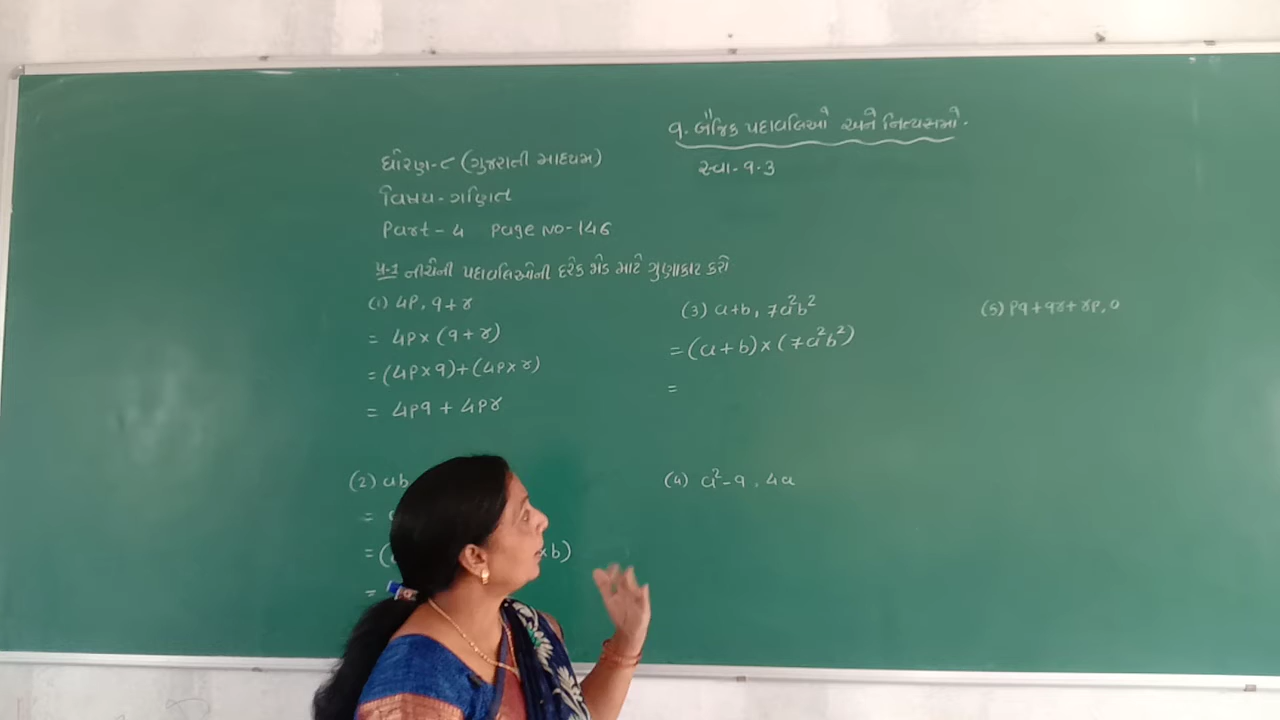 ૧. બૈજિક પદાવલિઓ અને નિત્યસમો.
સ્વા-૧.૩
ધોરણ-૮ (ગુજરાતી માધ્યમ)
વિષય-ગણિત
Part-4 Page No-146
પ્ર-1 નીચેની પદાવલિઓની દરેક જોડ માટે ગુણાકાર કરો
(1) 4p, q+r
= 4p×(q+r)
=(4p×q)+(4p×r)
= 4pq + 4pr
(2) ab
=
=(
×b)
=
(3) a+b, 7a²b²
=(a+b)×(7a²b²)
=
(4) a²-9, 4a
(5) pq+qr+rp, 0